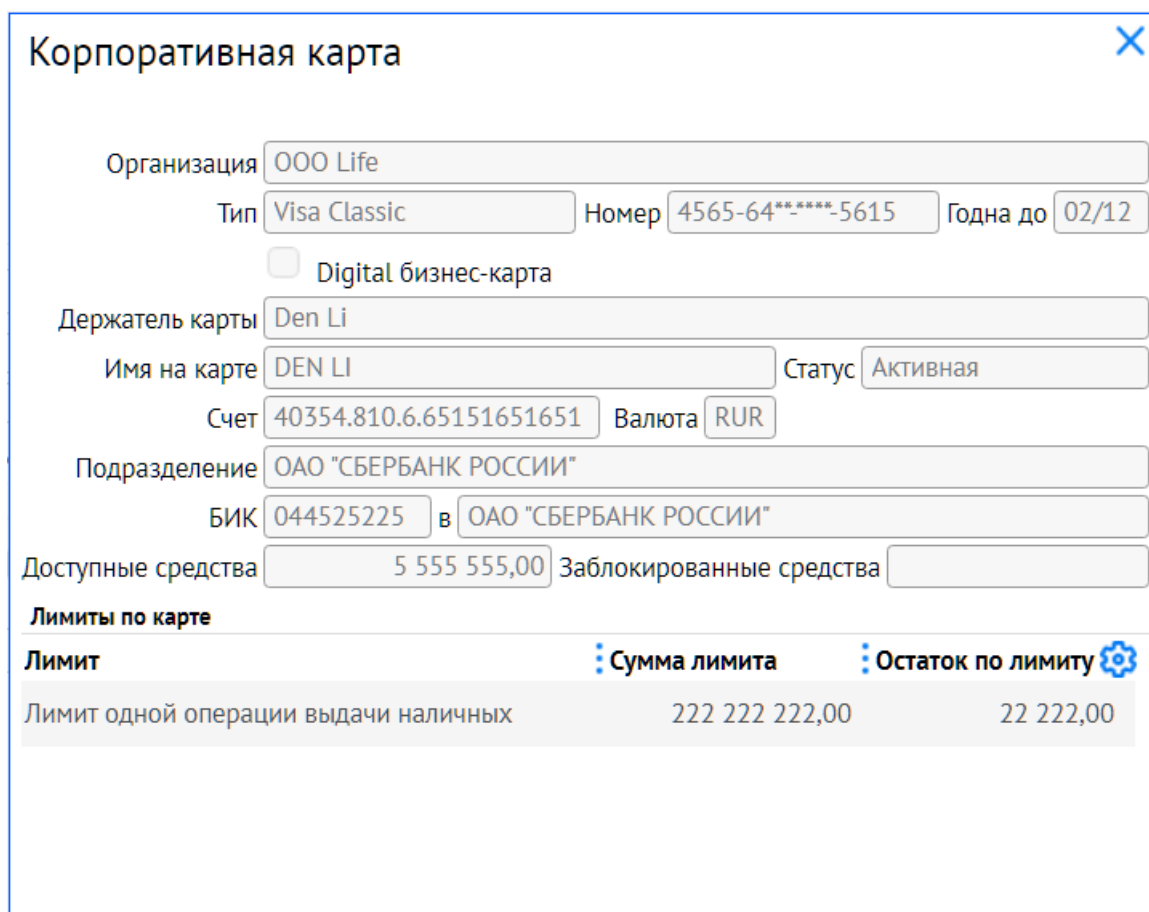 Корпоративная карта
Организация ООО Life
Тип Visa Classic Номер 4565-64**-****-5615 Годна до 02/12
Digital бизнес-карта
Держатель карты Den Li
Имя на карте DEN LI Статус Активная
Счет 40354.810.6.65151651651 Валюта RUR
Подразделение ОАО "СБЕРБАНК РОССИИ"
БИК 044525225 в ОАО "СБЕРБАНК РОССИИ"
Доступные средства 5 555 555,00 Заблокированные средства
Лимиты по карте
Лимит Сумма лимита Остаток по лимиту
Лимит одной операции выдачи наличных 222 222 222,00 22 222,00